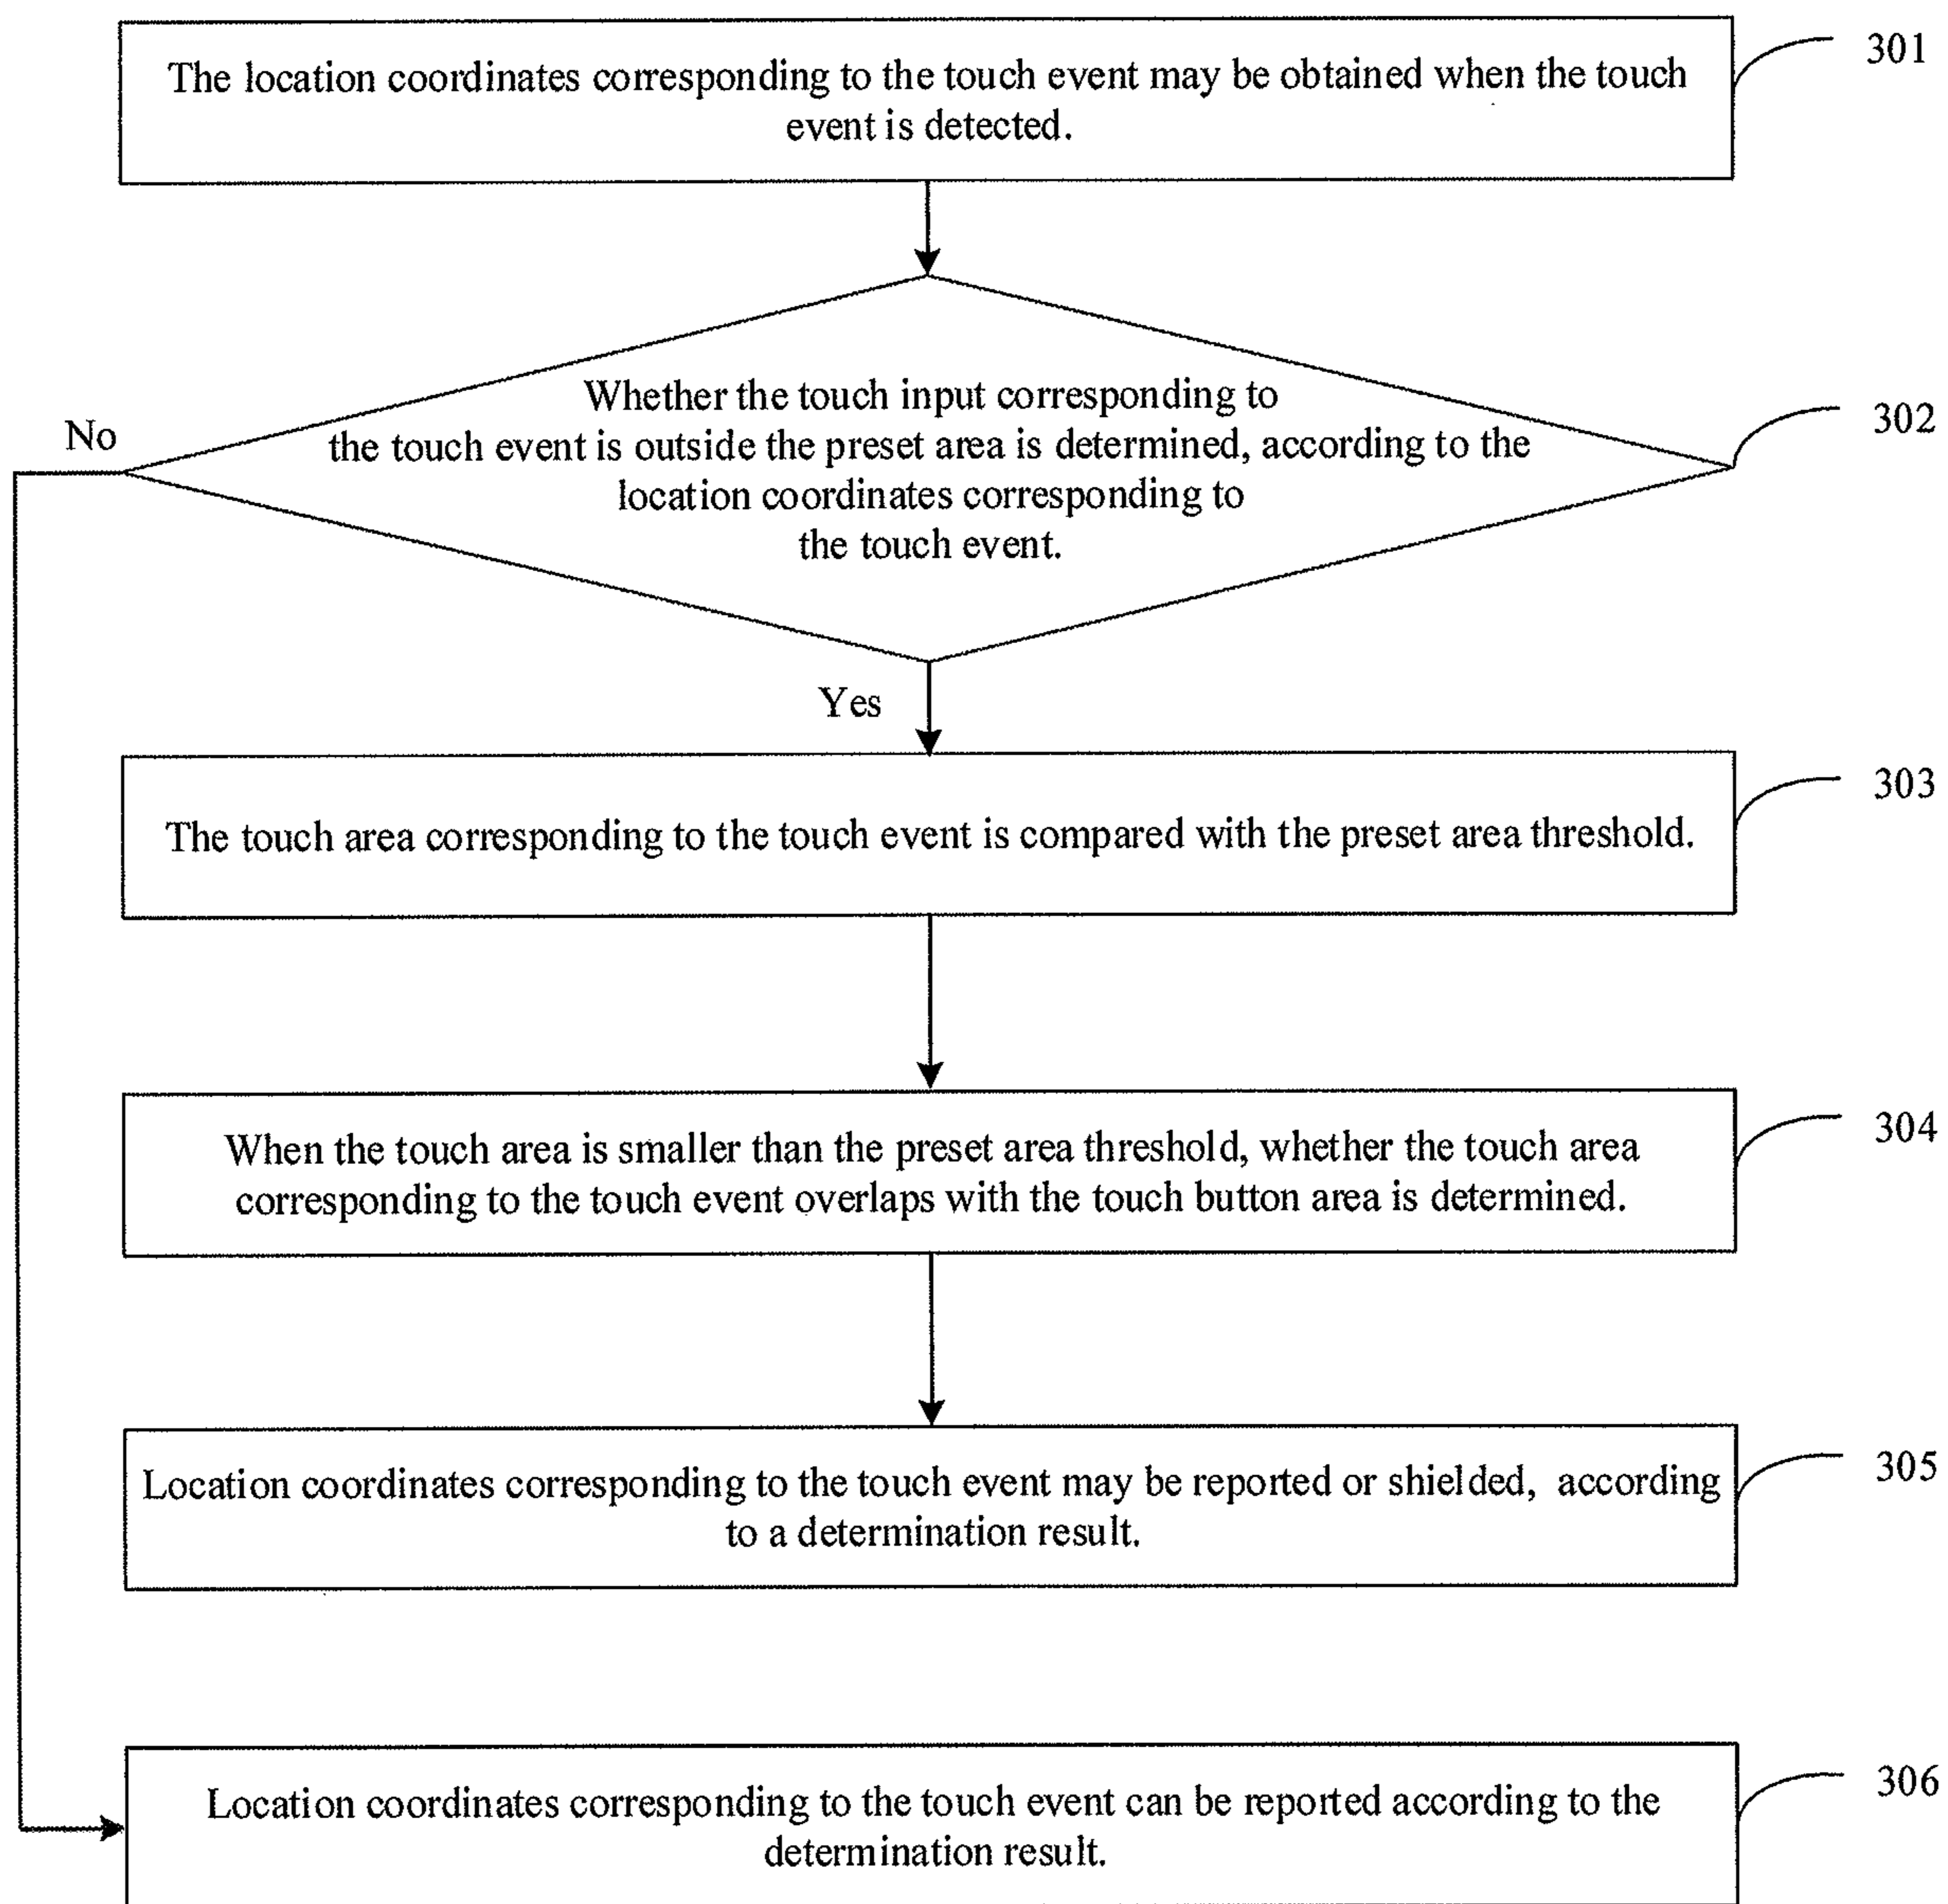 The location coordinates corresponding to the touch event may be obtained when the touch
event is detected.
301
Whether the touch input corresponding to
the touch event is outside the preset area is determined, according to the
location coordinates corresponding to
the touch event.
302
No
Yes
The touch area corresponding to the touch event is compared with the preset area threshold.
303
When the touch area is smaller than the preset area threshold, whether the touch area
corresponding to the touch event overlaps with the touch button area is determined.
304
Location coordinates corresponding to the touch event may be reported or shielded, according
to a determination result.
305
Location coordinates corresponding to the touch event can be reported according to the
determination result.
306